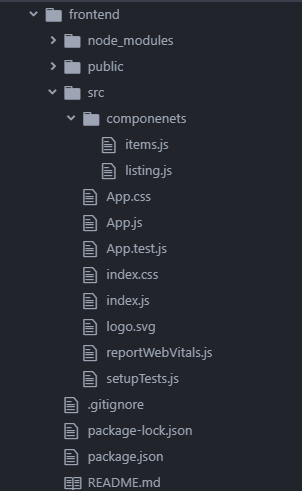 frontend
node_modules
public
src
componenets
items.js
listing.js
App.css
App.js
App.test.js
index.css
index.js
logo.svg
reportWebVitals.js
setupTests.js
.gitignore
package-lock.json
package.json
README.md